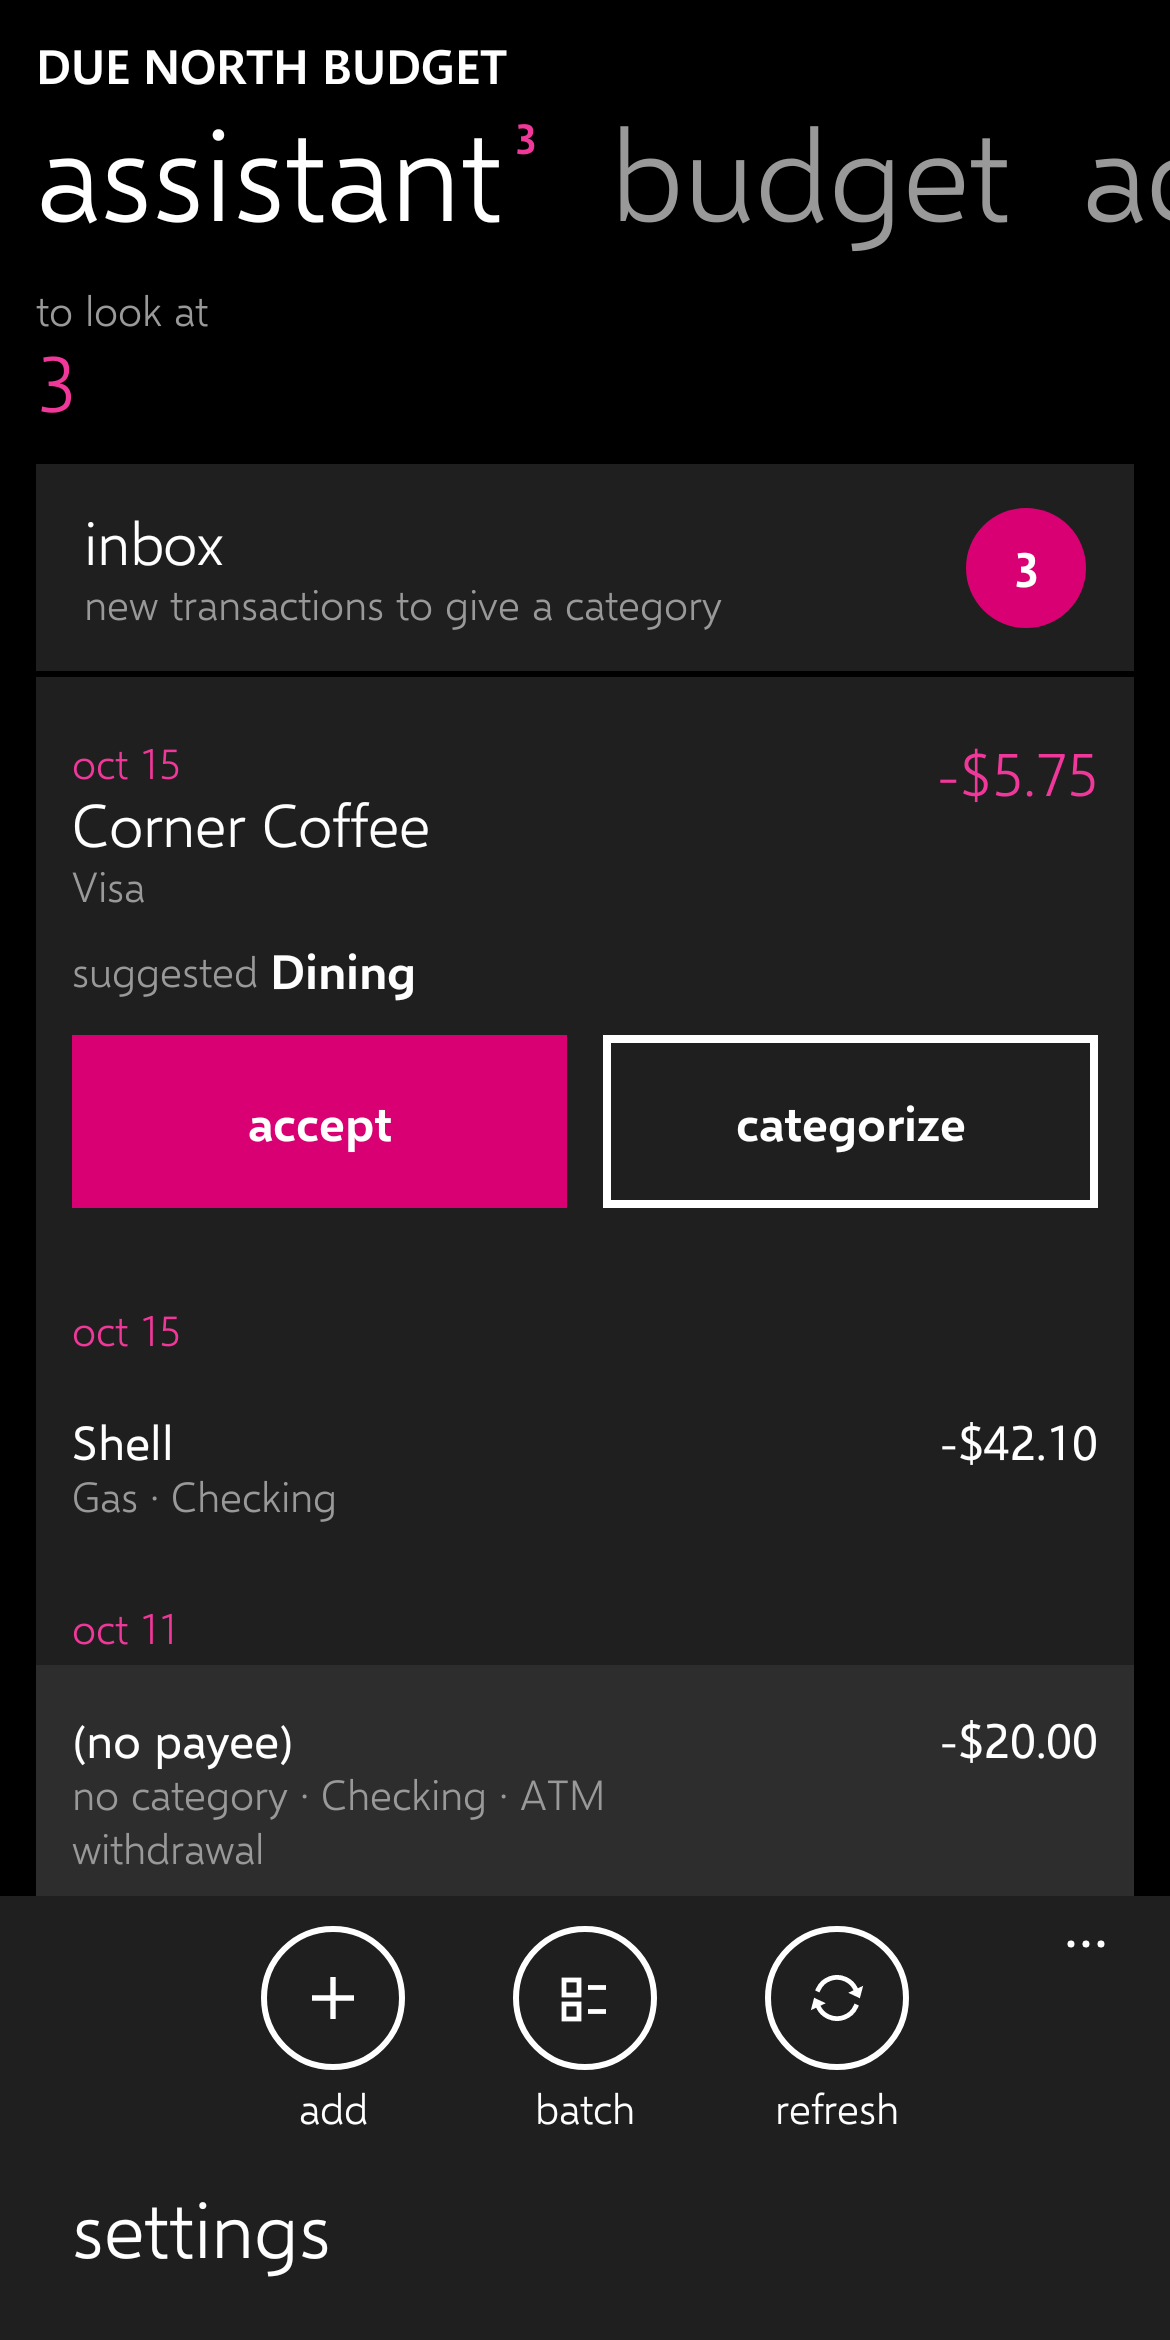 DUE NORTH BUDGET
assistant 3 budget ac
to look at
3
inbox
new transactions to give a category
3
oct 15
-$5.75
Corner Coffee
Visa
suggested Dining
accept
categorize
oct 15
Shell
-$42.10
Gas · Checking
oct 11
(no payee)
-$20.00
no category · Checking · ATM
withdrawal
...
add
batch
refresh
settings